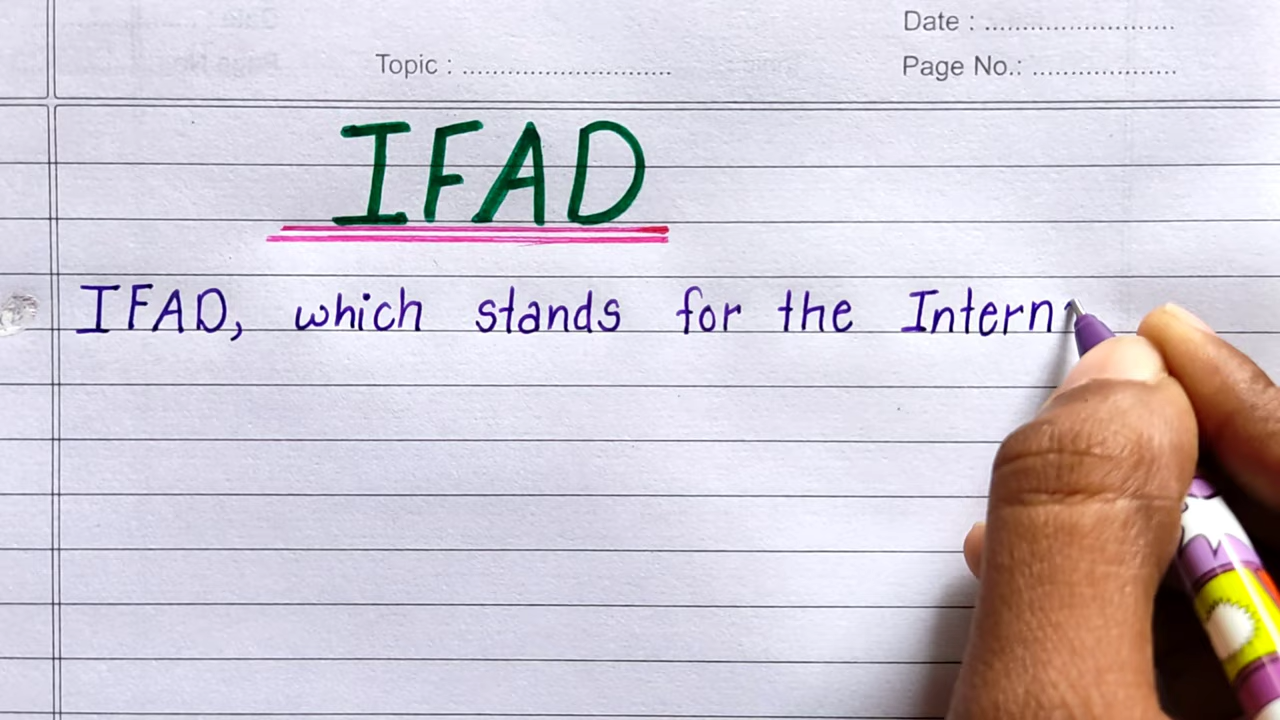 Date : ............................
Topic : ..............................
Page No.: .....................
IFAD
IFAD, which stands for the Intern